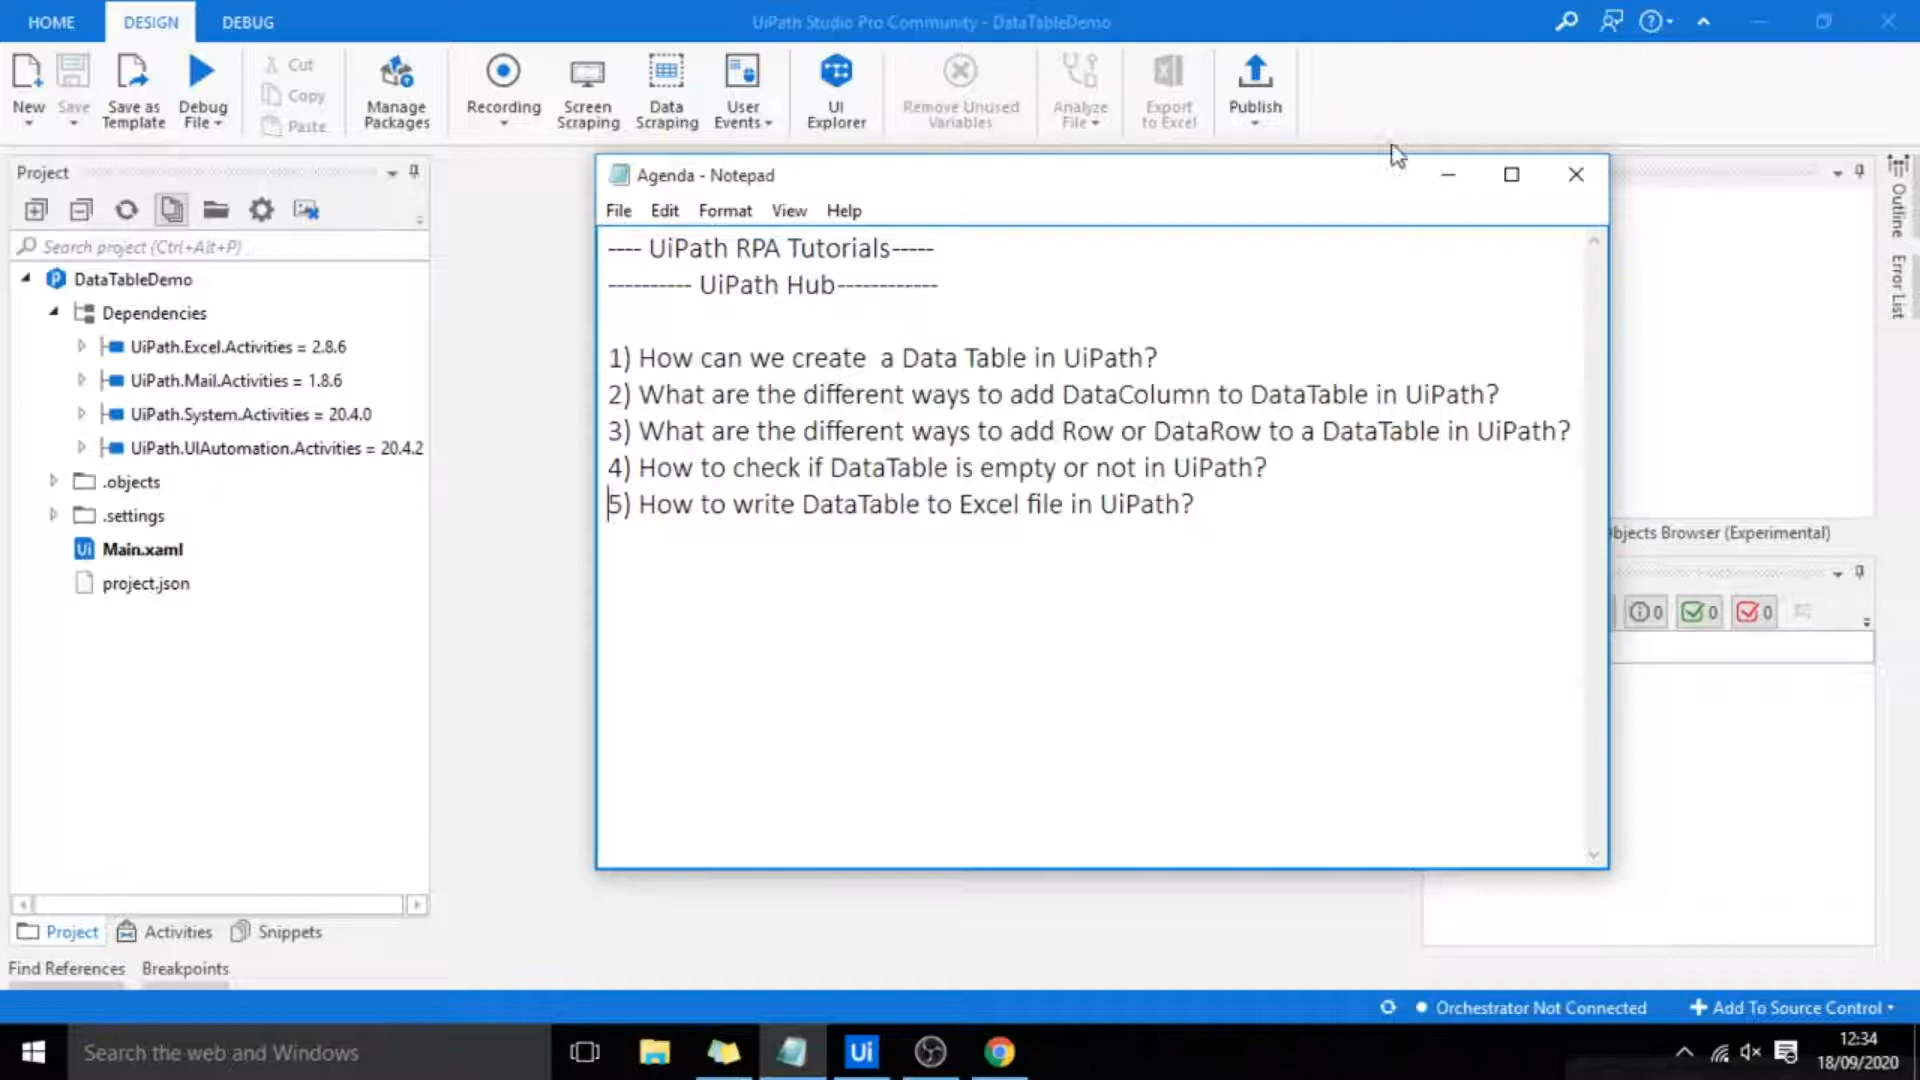 HOME
DESIGN
DEBUG
UiPath Studio Pro Community - DataTableDemo
New
Save
Save as
Template
Debug
File
Cut
Copy
Paste
Manage
Packages
Recording
Screen
Scraping
Data
Scraping
User
Events
UI
Explorer
Remove Unused
Variables
Analyze
File
Export
to Excel
Publish
Project
Search project (Ctrl+Alt+P)
DataTableDemo
Dependencies
UiPath.Excel.Activities = 2.8.6
UiPath.Mail.Activities = 1.8.6
UiPath.System.Activities = 20.4.0
UiPath.UIAutomation.Activities = 20.4.2
.objects
.settings
Ui Main.xaml
project.json
Project
Activities
Snippets
Find References
Breakpoints
Agenda - Notepad
File Edit Format View Help
---- UiPath RPA Tutorials-----
---------- UiPath Hub------------
1) How can we create  a Data Table in UiPath?
2) What are the different ways to add DataColumn to DataTable in UiPath?
3) What are the different ways to add Row or DataRow to a DataTable in UiPath?
4) How to check if DataTable is empty or not in UiPath?
5) How to write DataTable to Excel file in UiPath?
Outline
Error List
bjects Browser (Experimental)
0
0
0
Orchestrator Not Connected
Add To Source Control
Search the web and Windows
Ui
12:34
18/09/2020